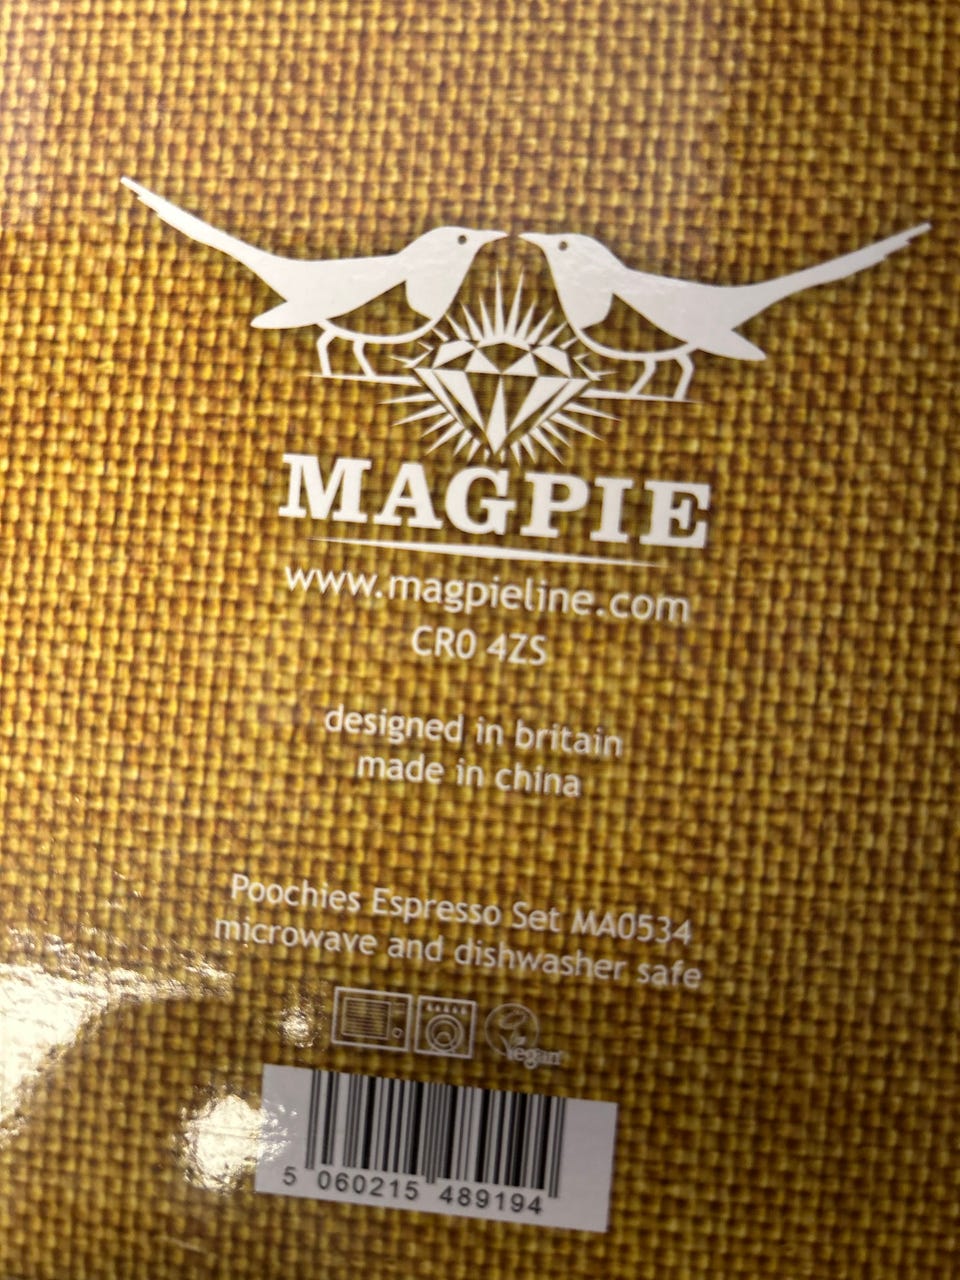 MAGPIE
www.magpieline.com
CR0 4ZS
designed in britain
made in china
Poochies Espresso Set MA0534
microwave and dishwasher safe
Vegan
5 060215 489194